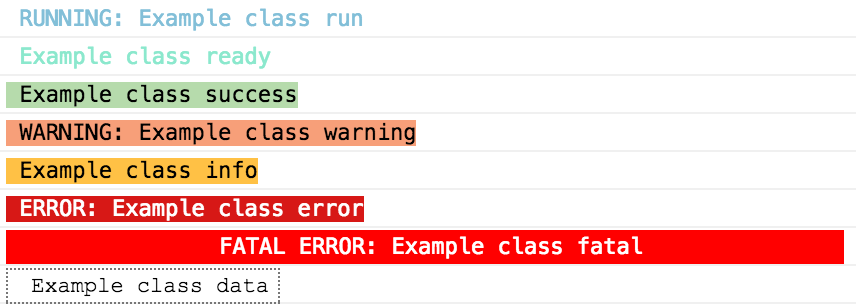 RUNNING: Example class run
Example class ready
Example class success
WARNING: Example class warning
Example class info
ERROR: Example class error
FATAL ERROR: Example class fatal
Example class data